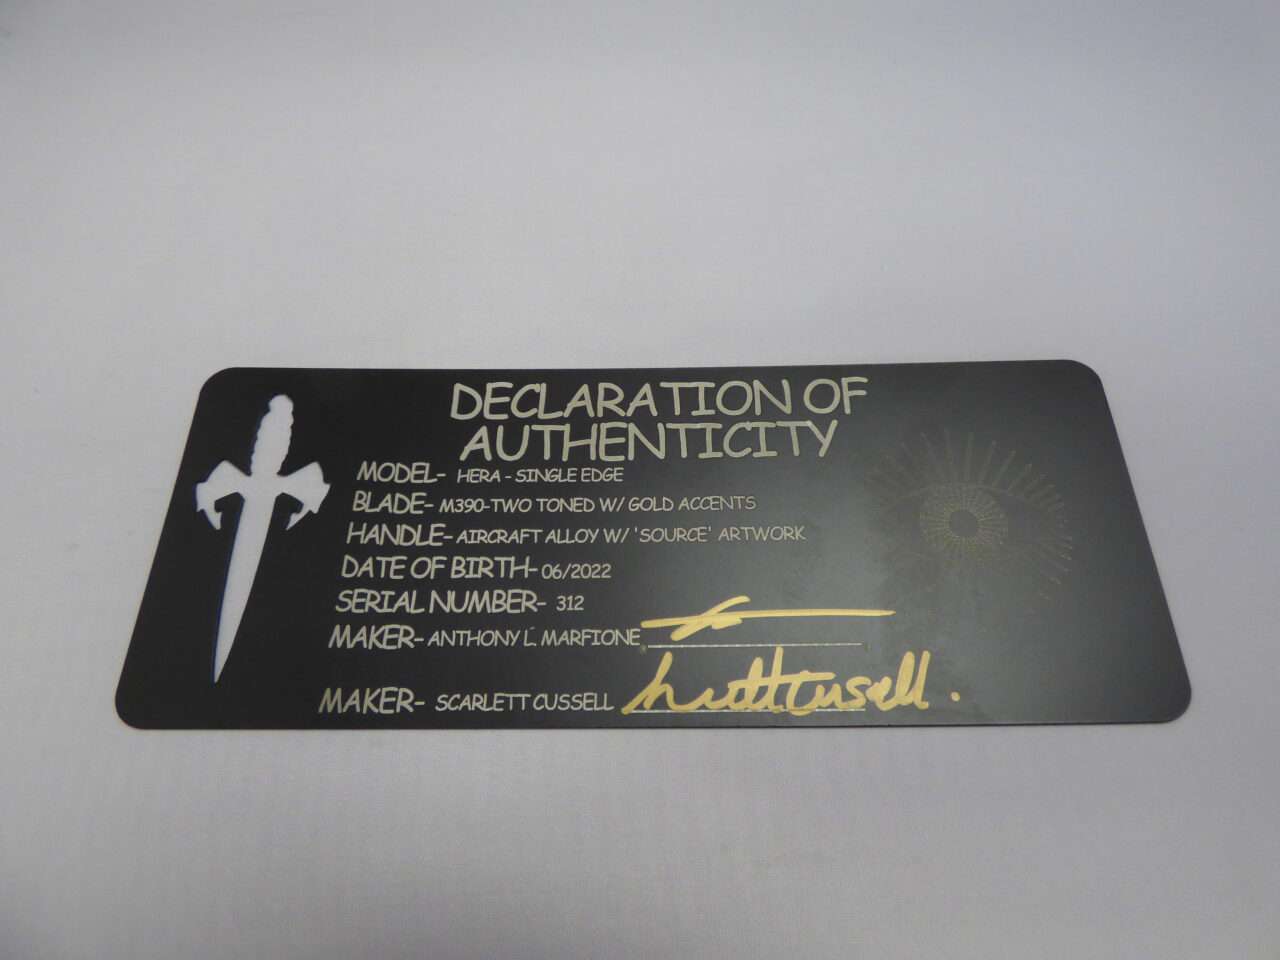 DECLARATION OF
AUTHENTICITY
MODEL- HERA - SINGLE EDGE
BLADE- M390-TWO TONED W/ GOLD ACCENTS
HANDLE- AIRCRAFT ALLOY W/ 'SOURCE' ARTWORK
DATE OF BIRTH- 06/2022
SERIAL NUMBER- 312
MAKER- ANTHONY L. MARFIONE
MAKER- SCARLETT CUSSELL